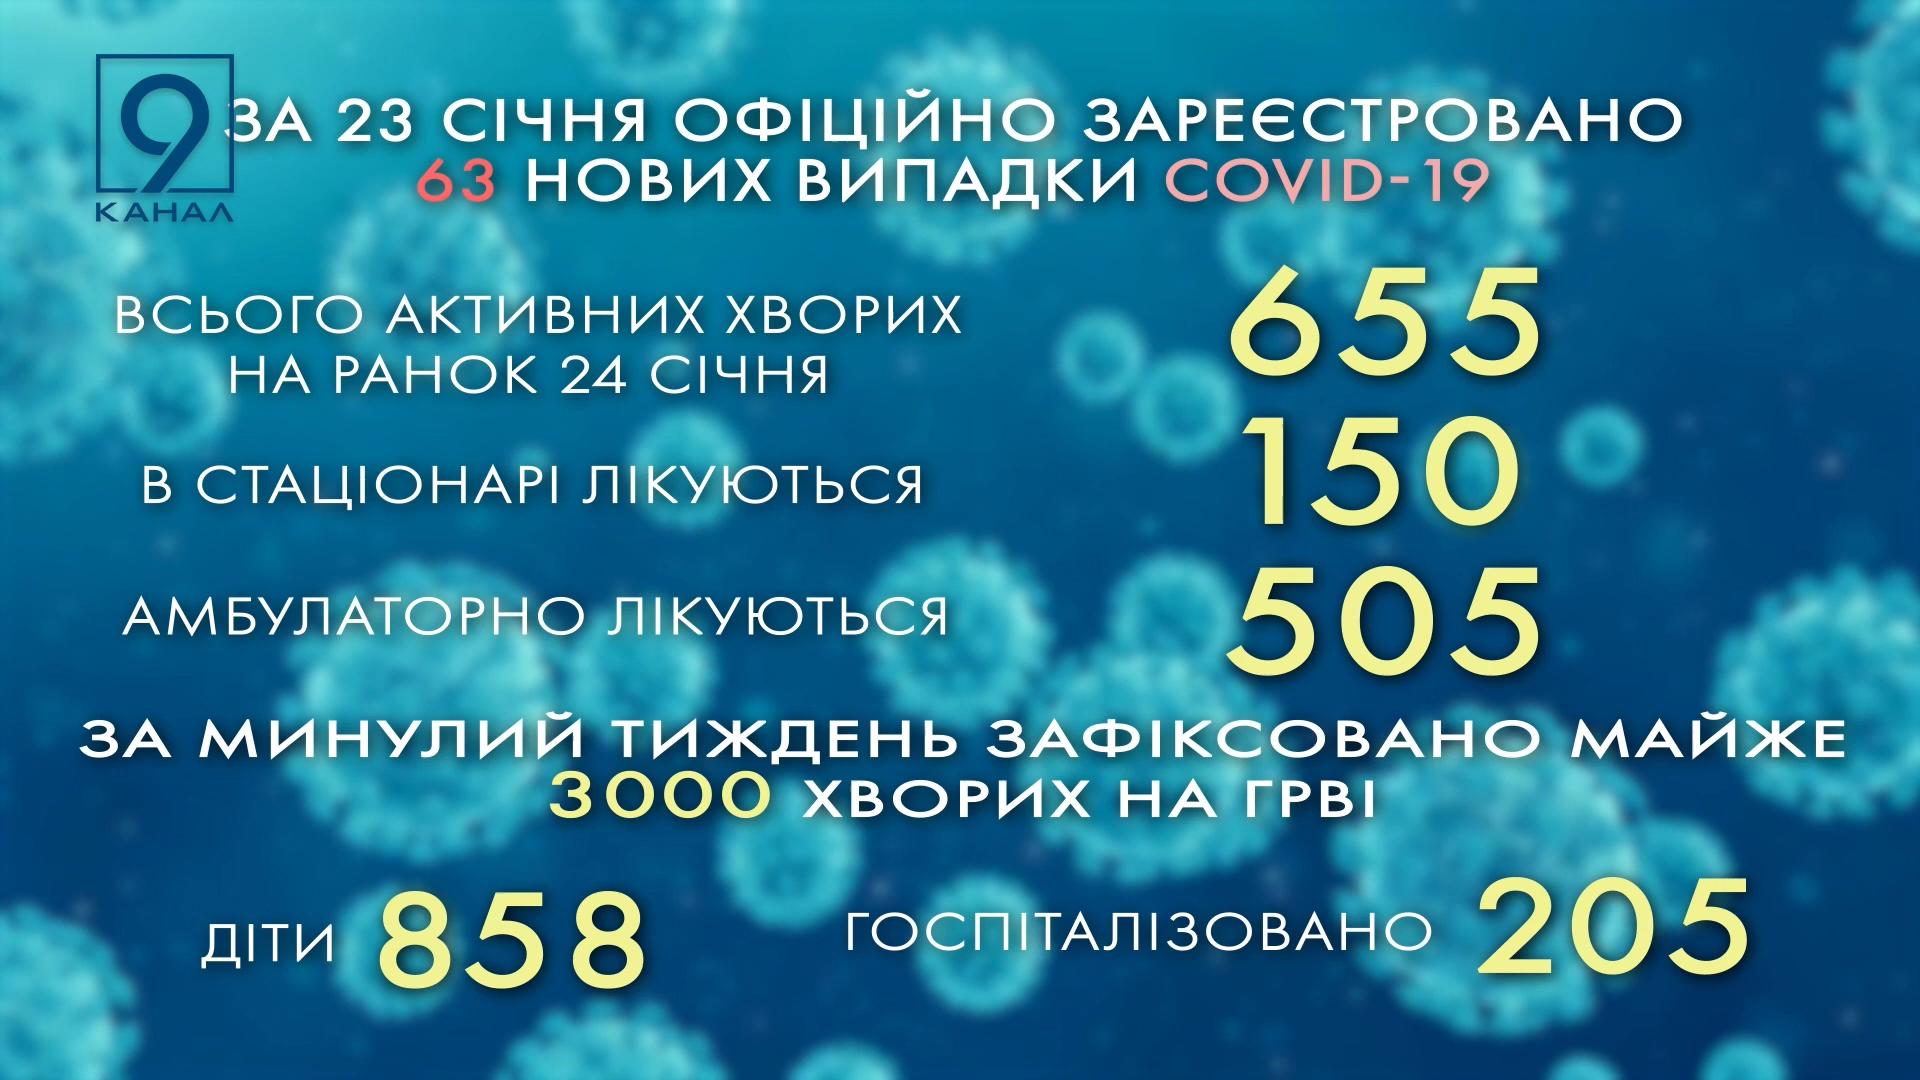 9
КАНАЛ
ЗА 23 СІЧНЯ ОФІЦІЙНО ЗАРЕЄСТРОВАНО
63 НОВИХ ВИПАДКИ COVID-19
ВСЬОГО АКТИВНИХ ХВОРИХ
НА РАНОК 24 СІЧНЯ
655
В СТАЦІОНАРІ ЛІКУЮТЬСЯ
150
АМБУЛАТОРНО ЛІКУЮТЬСЯ
505
ЗА МИНУЛИЙ ТИЖДЕНЬ ЗАФІКСОВАНО МАЙЖЕ
3000 ХВОРИХ НА ГРВІ
ДІТИ 858
ГОСПІТАЛІЗОВАНО 205